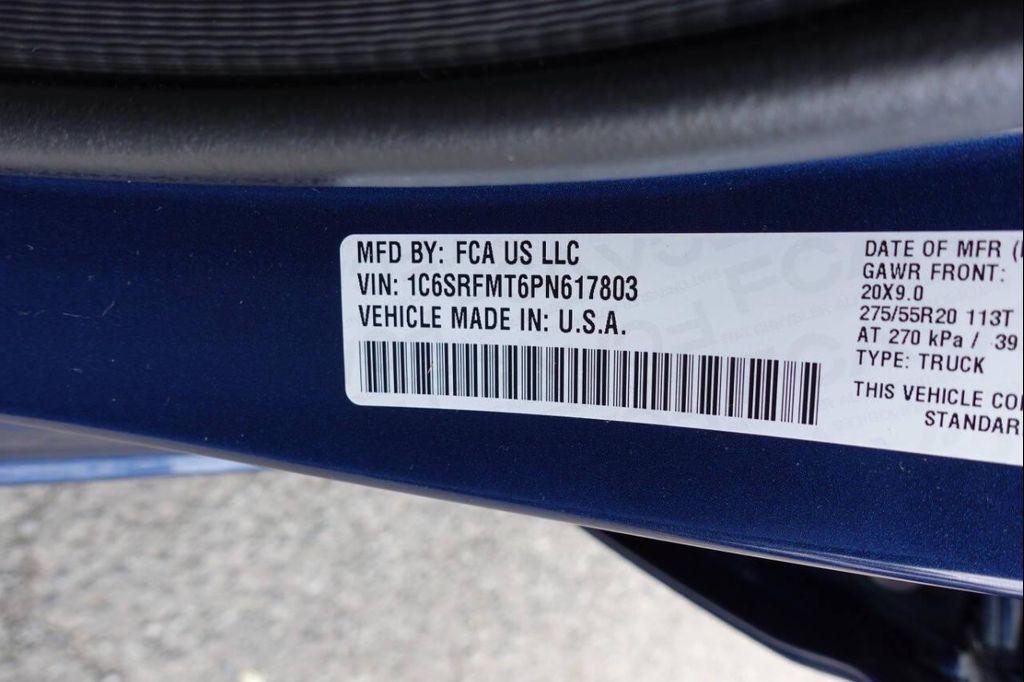 MFD BY: FCA US LLC
VIN: 1C6SRFMT6PN617803
VEHICLE MADE IN: U.S.A.
DATE OF MFR (
GAWR FRONT:
20X9.0
275/55R20 113T
AT 270 kPa / 39
TYPE: TRUCK
THIS VEHICLE CO
STANDAR